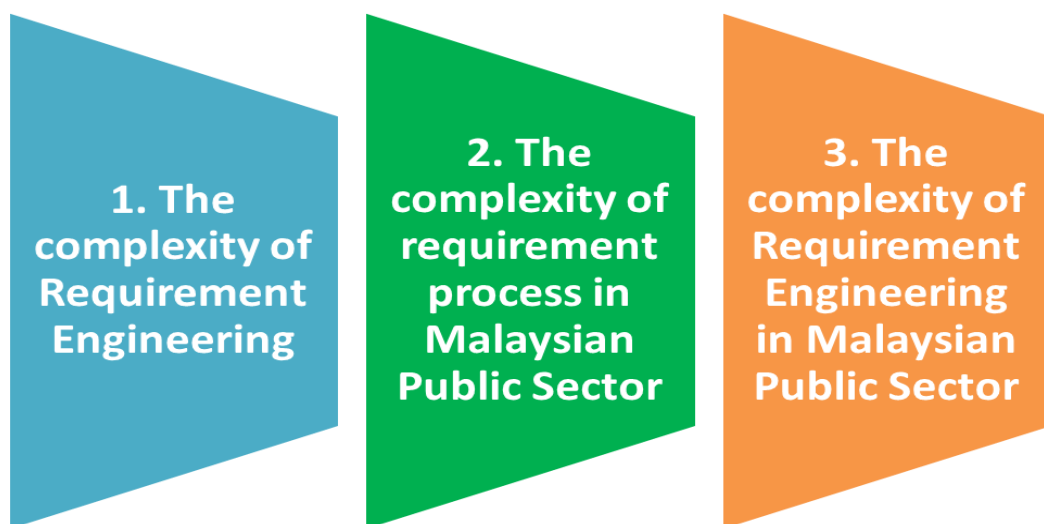 1. The
complexity of
Requirement
Engineering
2. The
complexity of
requirement
process in
Malaysian
Public Sector
3. The
complexity of
Requirement
Engineering
in Malaysian
Public Sector